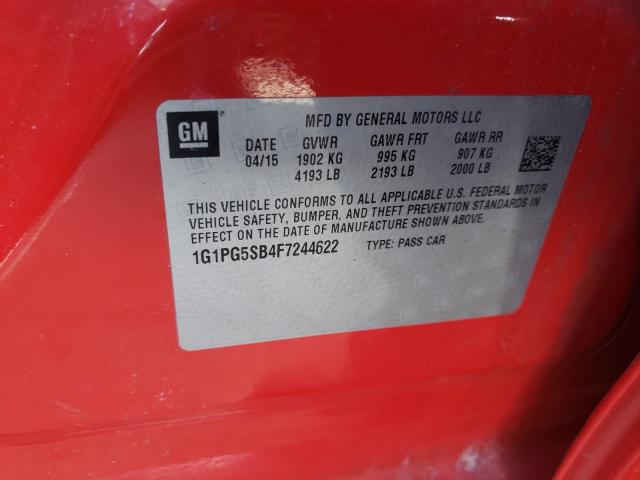 GM
MFD BY GENERAL MOTORS LLC
DATE GVWR GAWR FRT GAWR RR
04/15 1902 KG 995 KG 907 KG
4193 LB 2193 LB 2000 LB
THIS VEHICLE CONFORMS TO ALL APPLICABLE U.S. FEDERAL MOTOR
VEHICLE SAFETY, BUMPER, AND THEFT PREVENTION STANDARDS IN
EFFECT ON THE DATE OF MANUFACTURE SHOWN ABOVE.
1G1PG5SB4F7244622 TYPE: PASS CAR